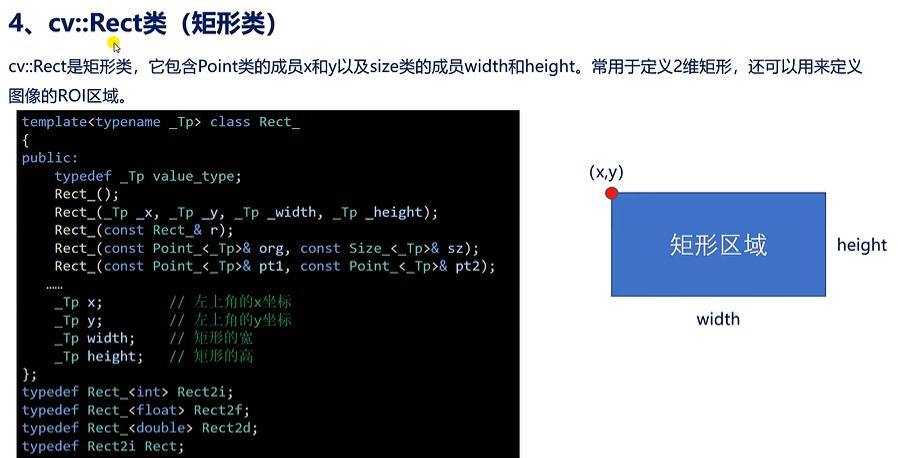 4、cv::Rect类（矩形类）
cv::Rect是矩形类，它包含Point类的成员x和y以及size类的成员width和height。常用于定义2维矩形，还可以用来定义
图像的ROI区域。
template<typename _Tp> class Rect_
{
public:
    typedef _Tp value_type;
    Rect_();
    Rect_(_Tp _x, _Tp _y, _Tp _width, _Tp _height);
    Rect_(const Rect_& r);
    Rect_(const Point_<_Tp>& org, const Size_<_Tp>& sz);
    Rect_(const Point_<_Tp>& pt1, const Point_<_Tp>& pt2);
   ……
    _Tp x;        // 左上角的x坐标
    _Tp y;        // 左上角的y坐标
    _Tp width;    // 矩形的宽
    _Tp height;   // 矩形的高
};
typedef Rect_<int> Rect2i;
typedef Rect_<float> Rect2f;
typedef Rect_<double> Rect2d;
typedef Rect2i Rect;
(x,y)
矩形区域
height
width